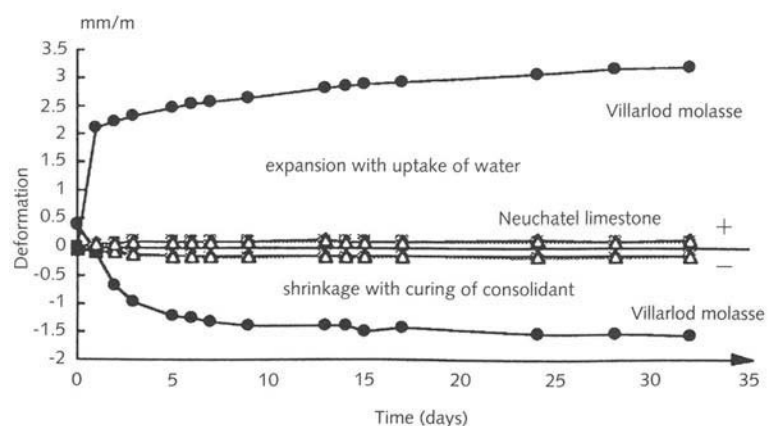 mm/m
3.5
3
2.5
2
1.5
1
0.5
0
-0.5
-1
-1.5
-2
Deformation
Villarlod molasse
expansion with uptake of water
Neuchatel limestone
+
−
shrinkage with curing of consolidant
Villarlod molasse
0 5 10 15 20 25 30 35
Time (days)